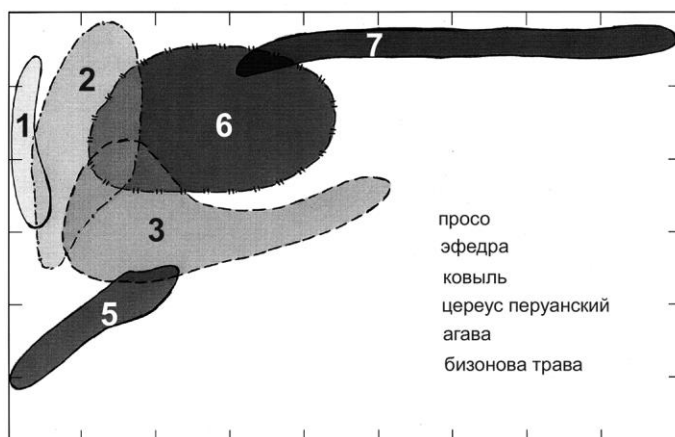 7
2
1
6
3
просо
эфедра
ковыль
5
цереус перуанский
агава
бизонова трава